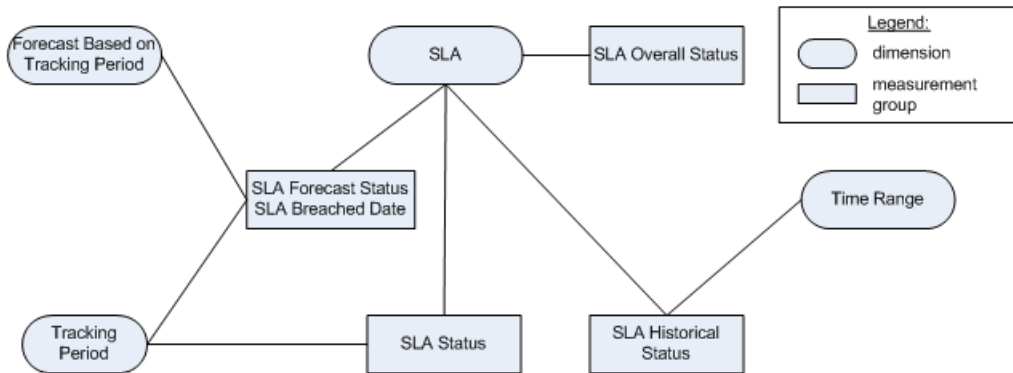 Forecast Based on
Tracking Period
SLA
SLA Overall Status
Legend:
dimension
measurement
group
SLA Forecast Status
SLA Breached Date
Time Range
Tracking
Period
SLA Status
SLA Historical
Status